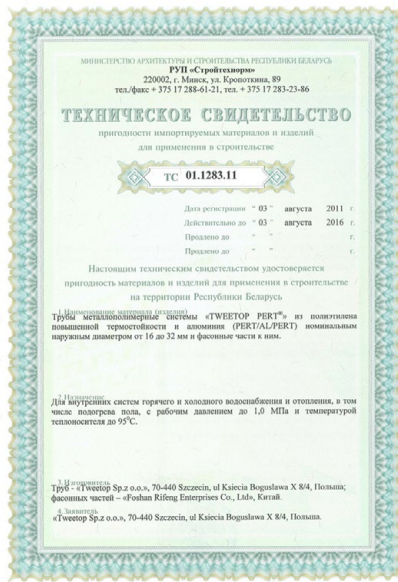 МИНИСТЕРСТВО АРХИТЕКТУРЫ И СТРОИТЕЛЬСТВА РЕСПУБЛИКИ БЕЛАРУСЬ
РУП «Стройтехнорм»
220002, г. Минск, ул. Кропоткина, 89
тел./факс + 375 17 288-61-21, тел. + 375 17 283-23-86
ТЕХНИЧЕСКОЕ СВИДЕТЕЛЬСТВО
пригодности импортируемых материалов и изделий
для применения в строительстве
ТС 01.1283.11
Дата регистрации “ 03 ” августа 2011 г.
Действительно до “ 03 ” августа 2016 г.
Продлено до “ ” г.
Продлено до “ ” г.
Настоящим техническим свидетельством удостоверяется
пригодность материалов и изделий для применения в строительстве
на территории Республики Беларусь
1. Наименование материала (изделия)
Трубы металлополимерные системы «TWEETOP PERT®» из полиэтилена
повышенной термостойкости и алюминия (PERT/AL/PERT) номинальным
наружным диаметром от 16 до 32 мм и фасонные части к ним.
2. Назначение
Для внутренних систем горячего и холодного водоснабжения и отопления, в том
числе подогрева пола, с рабочим давлением до 1,0 МПа и температурой
теплоносителя до 95⁰С.
3. Изготовитель
Труб - «Tweetop Sp.z o.o.», 70-440 Szczecin, ul Ksiecia Boguslawa X 8/4, Польша;
фасонных частей – «Foshan Rifeng Enterprises Co., Ltd», Китай.
4. Заявитель
«Tweetop Sp.z o.o.», 70-440 Szczecin, ul Ksiecia Boguslawa X 8/4, Польша.